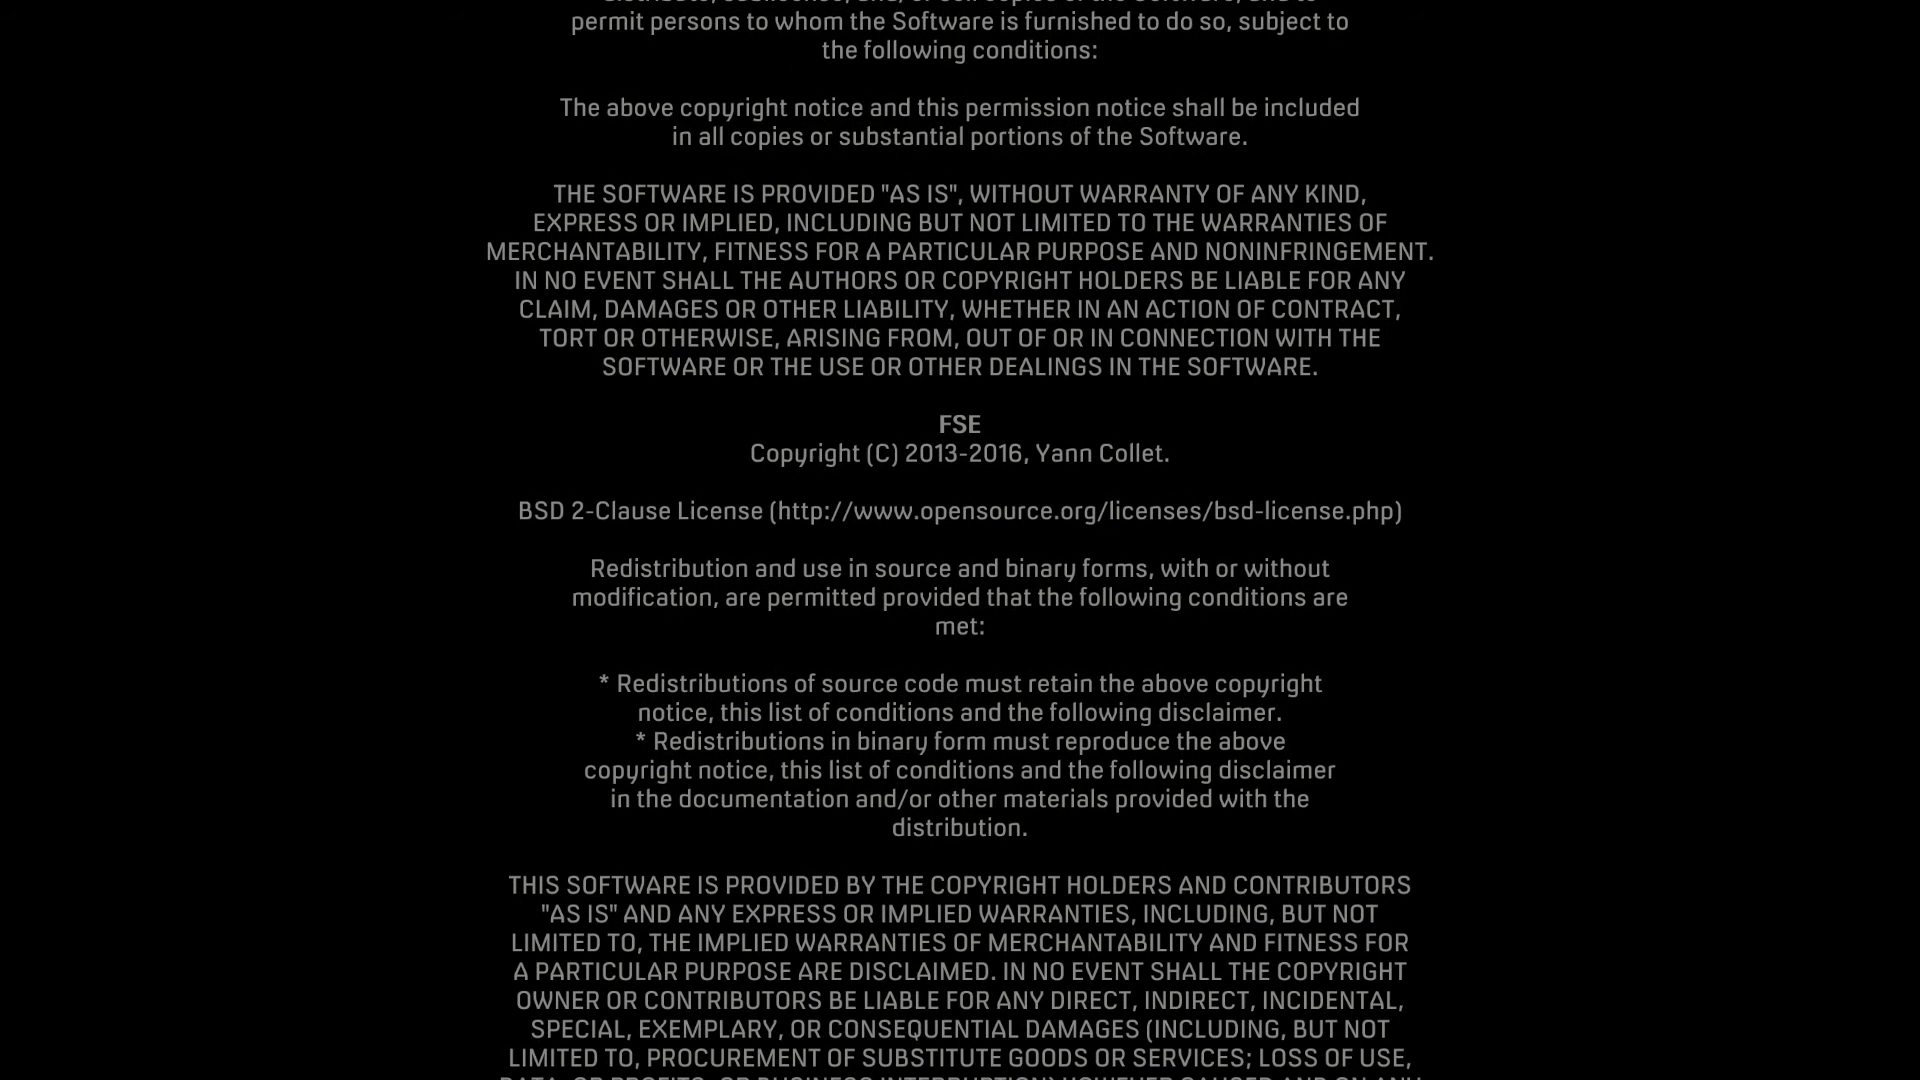 permit persons to whom the Software is furnished to do so, subject to
the following conditions:
The above copyright notice and this permission notice shall be included
in all copies or substantial portions of the Software.
THE SOFTWARE IS PROVIDED "AS IS", WITHOUT WARRANTY OF ANY KIND,
EXPRESS OR IMPLIED, INCLUDING BUT NOT LIMITED TO THE WARRANTIES OF
MERCHANTABILITY, FITNESS FOR A PARTICULAR PURPOSE AND NONINFRINGEMENT.
IN NO EVENT SHALL THE AUTHORS OR COPYRIGHT HOLDERS BE LIABLE FOR ANY
CLAIM, DAMAGES OR OTHER LIABILITY, WHETHER IN AN ACTION OF CONTRACT,
TORT OR OTHERWISE, ARISING FROM, OUT OF OR IN CONNECTION WITH THE
SOFTWARE OR THE USE OR OTHER DEALINGS IN THE SOFTWARE.
FSE
Copyright (C) 2013-2016, Yann Collet.
BSD 2-Clause License (http://www.opensource.org/licenses/bsd-license.php)
Redistribution and use in source and binary forms, with or without
modification, are permitted provided that the following conditions are
met:
* Redistributions of source code must retain the above copyright
notice, this list of conditions and the following disclaimer.
* Redistributions in binary form must reproduce the above
copyright notice, this list of conditions and the following disclaimer
in the documentation and/or other materials provided with the
distribution.
THIS SOFTWARE IS PROVIDED BY THE COPYRIGHT HOLDERS AND CONTRIBUTORS
"AS IS" AND ANY EXPRESS OR IMPLIED WARRANTIES, INCLUDING, BUT NOT
LIMITED TO, THE IMPLIED WARRANTIES OF MERCHANTABILITY AND FITNESS FOR
A PARTICULAR PURPOSE ARE DISCLAIMED. IN NO EVENT SHALL THE COPYRIGHT
OWNER OR CONTRIBUTORS BE LIABLE FOR ANY DIRECT, INDIRECT, INCIDENTAL,
SPECIAL, EXEMPLARY, OR CONSEQUENTIAL DAMAGES (INCLUDING, BUT NOT
LIMITED TO, PROCUREMENT OF SUBSTITUTE GOODS OR SERVICES; LOSS OF USE,